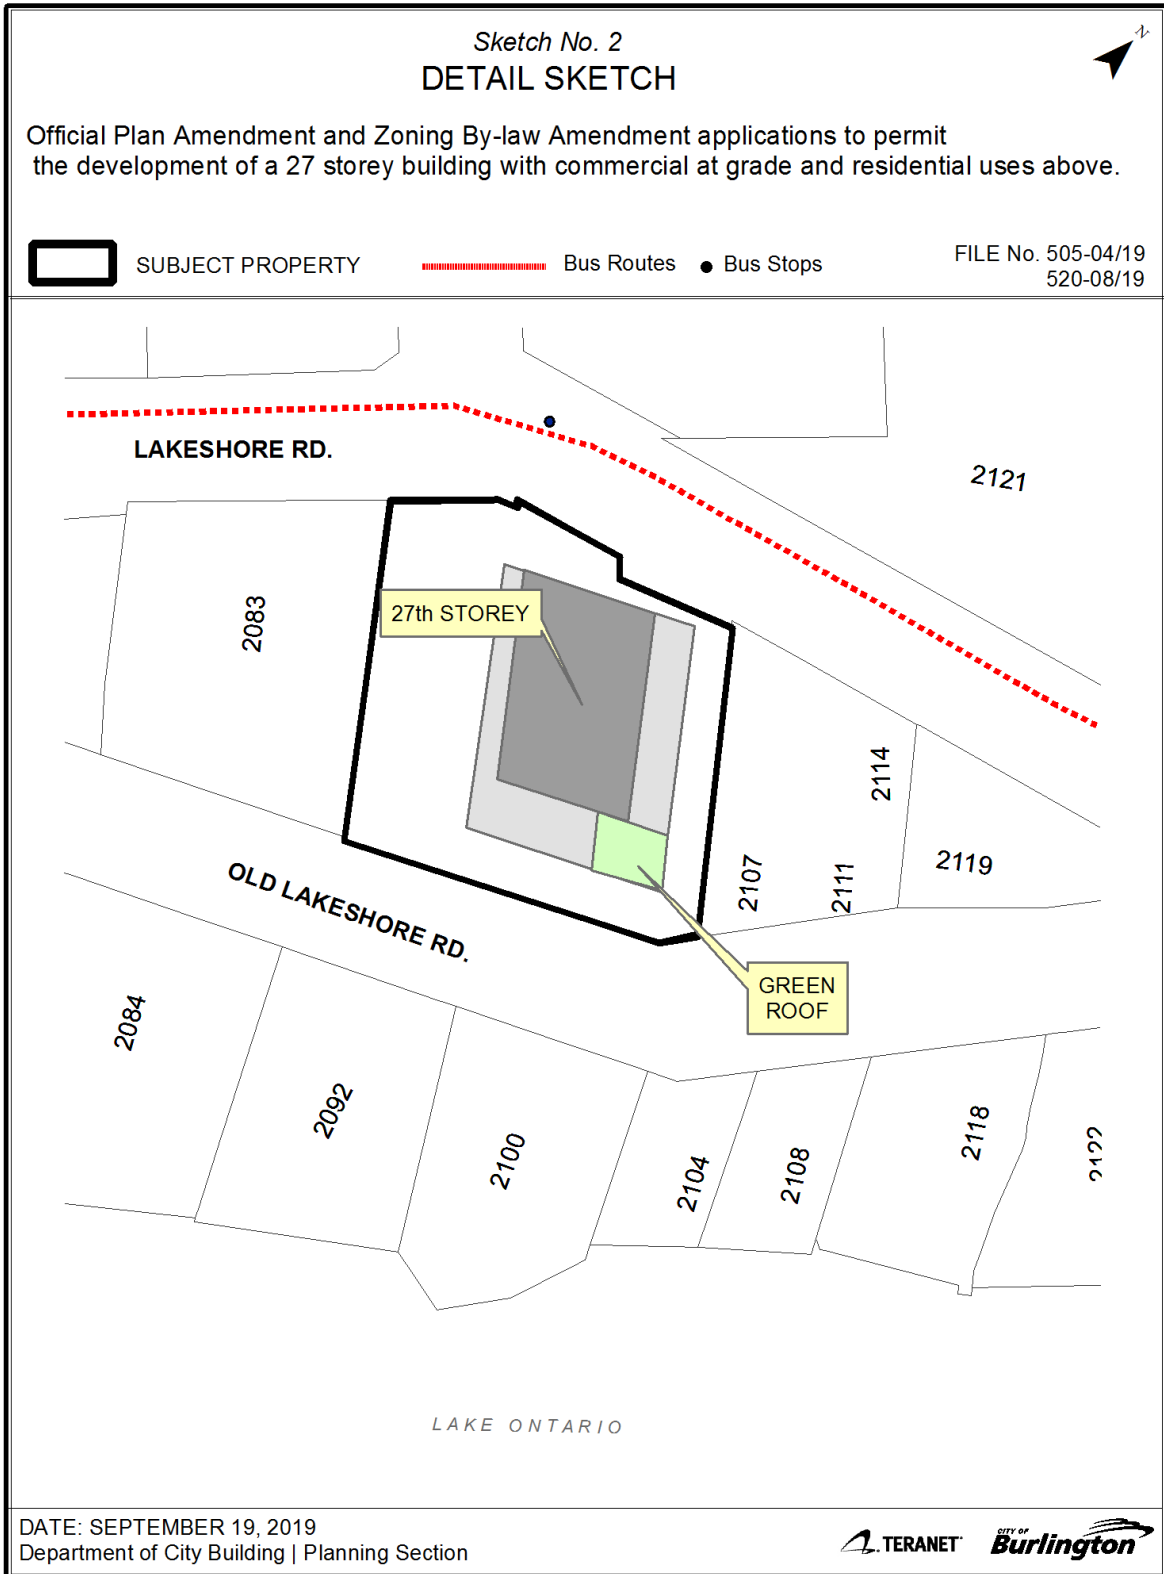 Sketch No. 2
DETAIL SKETCH
N
Official Plan Amendment and Zoning By-law Amendment applications to permit
the development of a 27 storey building with commercial at grade and residential uses above.
SUBJECT PROPERTY
Bus Routes
Bus Stops
FILE No. 505-04/19
520-08/19
LAKESHORE RD.
2121
2083
27th STOREY
2114
2107
2111
2119
OLD LAKESHORE RD.
GREEN
ROOF
2084
2092
2100
2104
2108
2118
2122
LAKE ONTARIO
DATE: SEPTEMBER 19, 2019
Department of City Building | Planning Section
TERANET
CITY OF
Burlington